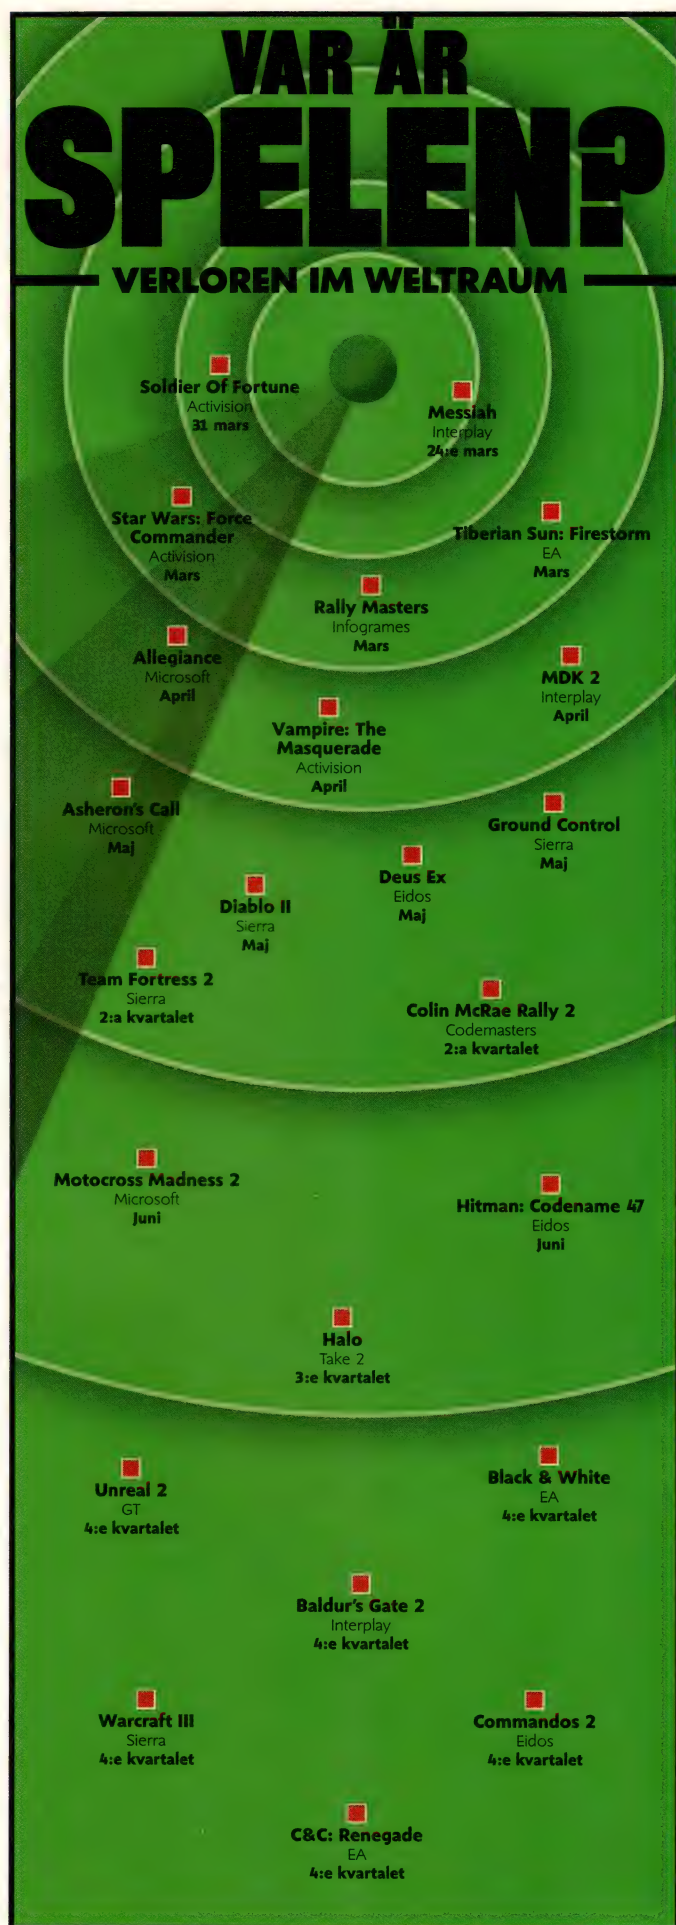 VAR ÄR
SPELEN?
VERLOREN IM WELTRAUM
Soldier Of Fortune
Activision
31 mars
Messiah
Interplay
24:e mars
Star Wars: Force
Commander
Activision
Mars
Tiberian Sun: Firestorm
EA
Mars
Rally Masters
Infogrames
Mars
Allegiance
Microsoft
April
MDK 2
Interplay
April
Vampire: The
Masquerade
Activision
April
Asheron's Call
Microsoft
Maj
Ground Control
Sierra
Maj
Deus Ex
Eidos
Maj
Diablo II
Sierra
Maj
Team Fortress 2
Sierra
2:a kvartalet
Colin McRae Rally 2
Codemasters
2:a kvartalet
Motocross Madness 2
Microsoft
Juni
Hitman: Codename 47
Eidos
Juni
Halo
Take 2
3:e kvartalet
Unreal 2
GT
4:e kvartalet
Black & White
EA
4:e kvartalet
Baldur's Gate 2
Interplay
4:e kvartalet
Warcraft III
Sierra
4:e kvartalet
Commandos 2
Eidos
4:e kvartalet
C&C: Renegade
EA
4:e kvartalet